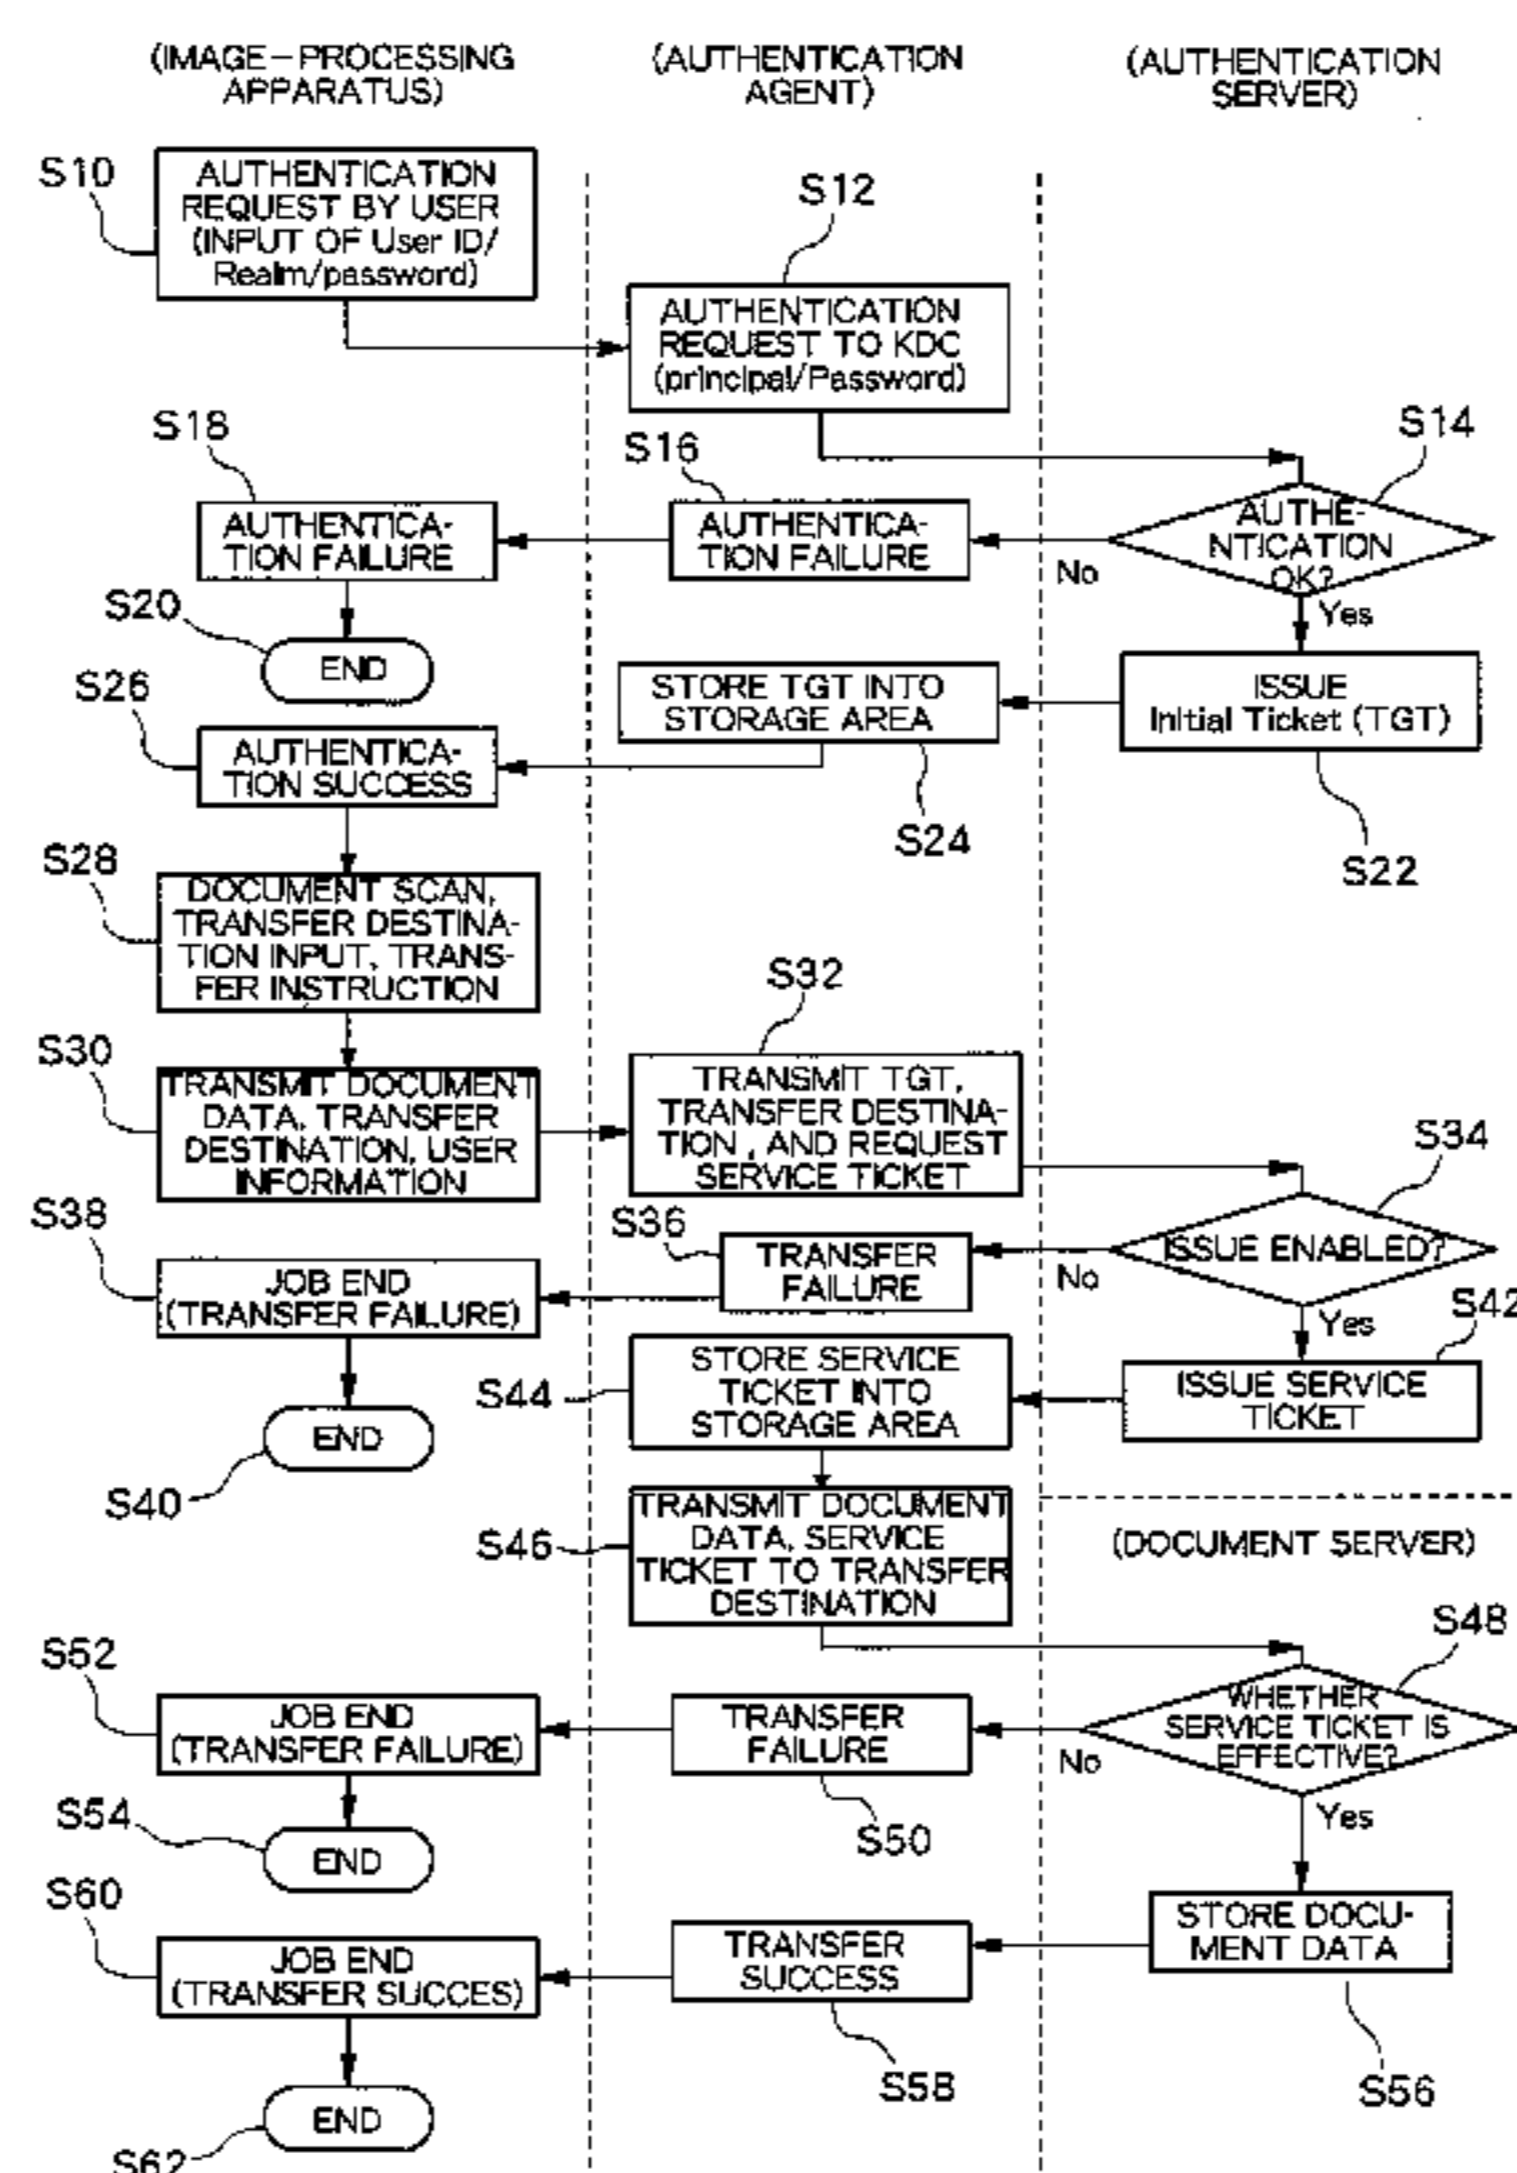 (IMAGE-PROCESSING
APPARATUS)
(AUTHENTICATION
AGENT)
(AUTHENTICATION
SERVER)
S10
AUTHENTICATION
REQUEST BY USER
(INPUT OF User ID/
Realm/password)
S12
AUTHENTICATION
REQUEST TO KDC
(principal/Password)
S14
AUTHE-
NTICATION
OK?
No
Yes
S16
AUTHENTICA-
TION FAILURE
S18
AUTHENTICA-
TION FAILURE
S20
END
ISSUE
Initial Ticket (TGT)
S22
STORE TGT INTO
STORAGE AREA
S24
S26
AUTHENTICA-
TION SUCCESS
S28
DOCUMENT SCAN,
TRANSFER DESTINA-
TION INPUT, TRANS-
FER INSTRUCTION
S30
TRANSMIT DOCUMENT
DATA, TRANSFER
DESTINATION, USER
INFORMATION
S32
TRANSMIT TGT,
TRANSFER DESTINA-
TION , AND REQUEST
SERVICE TICKET
S34
ISSUE ENABLED?
No
Yes
S36
TRANSFER
FAILURE
S38
JOB END
(TRANSFER FAILURE)
END
S40
S42
ISSUE SERVICE
TICKET
S44
STORE SERVICE
TICKET INTO
STORAGE AREA
S46
TRANSMIT DOCUMENT
DATA, SERVICE
TICKET TO TRANSFER
DESTINATION
(DOCUMENT SERVER)
S48
WHETHER
SERVICE TICKET IS
EFFECTIVE?
No
Yes
TRANSFER
FAILURE
S50
S52
JOB END
(TRANSFER FAILURE)
S54
END
STORE DOCU-
MENT DATA
S56
TRANSFER
SUCCESS
S58
S60
JOB END
(TRANSFER SUCCES)
END
S62